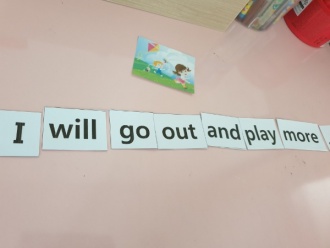 I will go out and play more